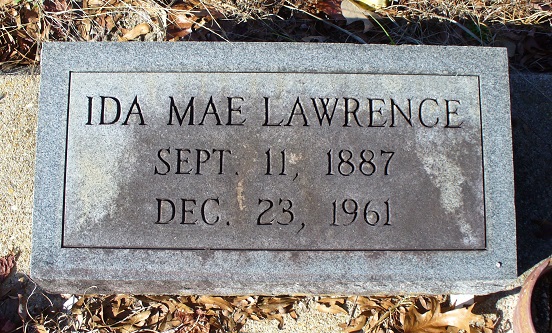 IDA MAE LAWRENCE
SEPT. 11, 1887
DEC. 23, 1961